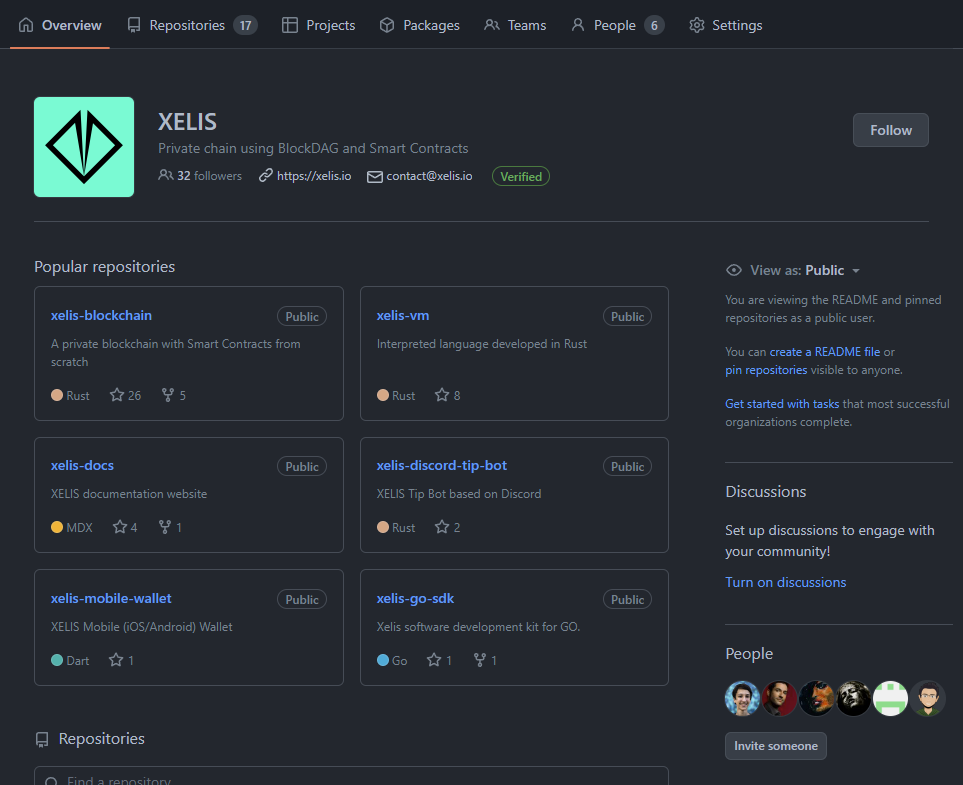 Overview
Repositories 17
Projects
Packages
Teams
People 6
Settings
XELIS
Private chain using BlockDAG and Smart Contracts
32 followers https://xelis.io contact@xelis.io Verified
Follow
Popular repositories
xelis-blockchain Public
A private blockchain with Smart Contracts from
scratch
Rust 26 5
xelis-vm Public
Interpreted language developed in Rust
Rust 8
xelis-docs Public
XELIS documentation website
MDX 4 1
xelis-discord-tip-bot Public
XELIS Tip Bot based on Discord
Rust 2
xelis-mobile-wallet Public
XELIS Mobile (iOS/Android) Wallet
Dart 1
xelis-go-sdk Public
Xelis software development kit for GO.
Go 1 1
Repositories
Find a repository
View as: Public
You are viewing the README and pinned
repositories as a public user.
You can create a README file or
pin repositories visible to anyone.
Get started with tasks that most successful
organizations complete.
Discussions
Set up discussions to engage with
your community!
Turn on discussions
People
Invite someone